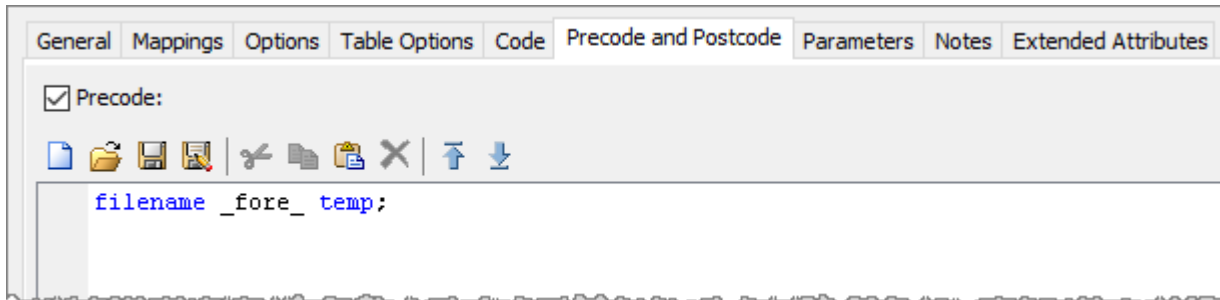 General Mappings Options Table Options Code Precode and Postcode Parameters Notes Extended Attributes
Precode:
filename _fore_ temp;